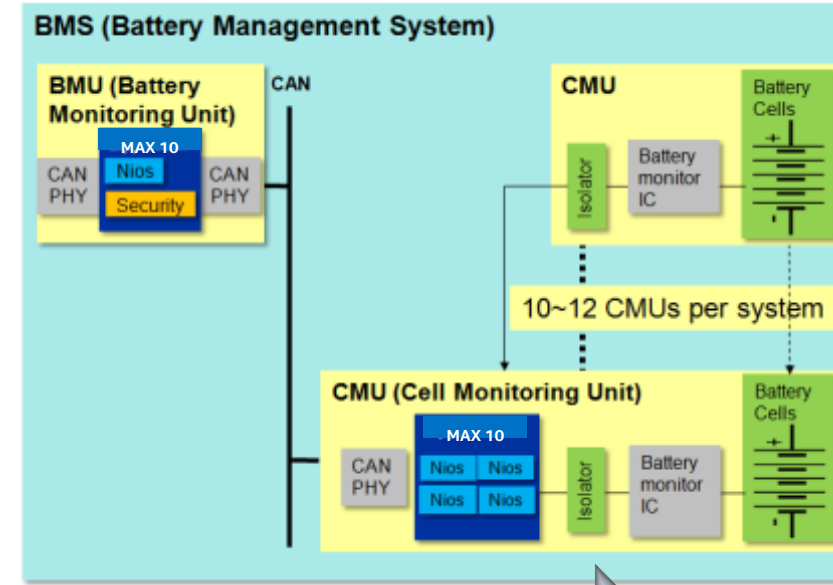 BMS (Battery Management System)
BMU (Battery
Monitoring Unit)
MAX 10
CAN
PHY
Nios
Security
CAN
PHY
CAN
CMU
Isolator
Battery
monitor
IC
Battery
Cells
+
-
10~12 CMUs per system
CMU (Cell Monitoring Unit)
CAN
PHY
MAX 10
Nios
Nios
Nios
Nios
Isolator
Battery
monitor
IC
Battery
Cells
+
-